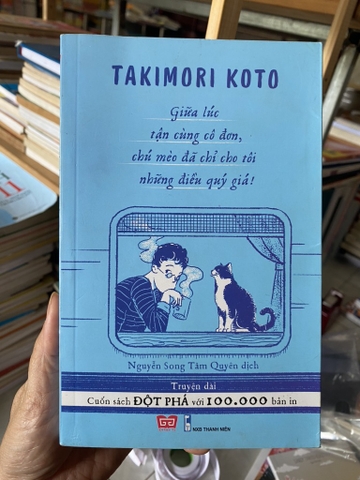 TAKIMORI KOTO
Giữa lúc
tận cùng cô đơn,
chú mèo đã chỉ cho tôi
những điều quý giá!
Nguyễn Song Tâm Quyên dịch
Truyện dài
Cuốn sách ĐỘT PHÁ với 100.000 bản in
NXB THANH NIÊN